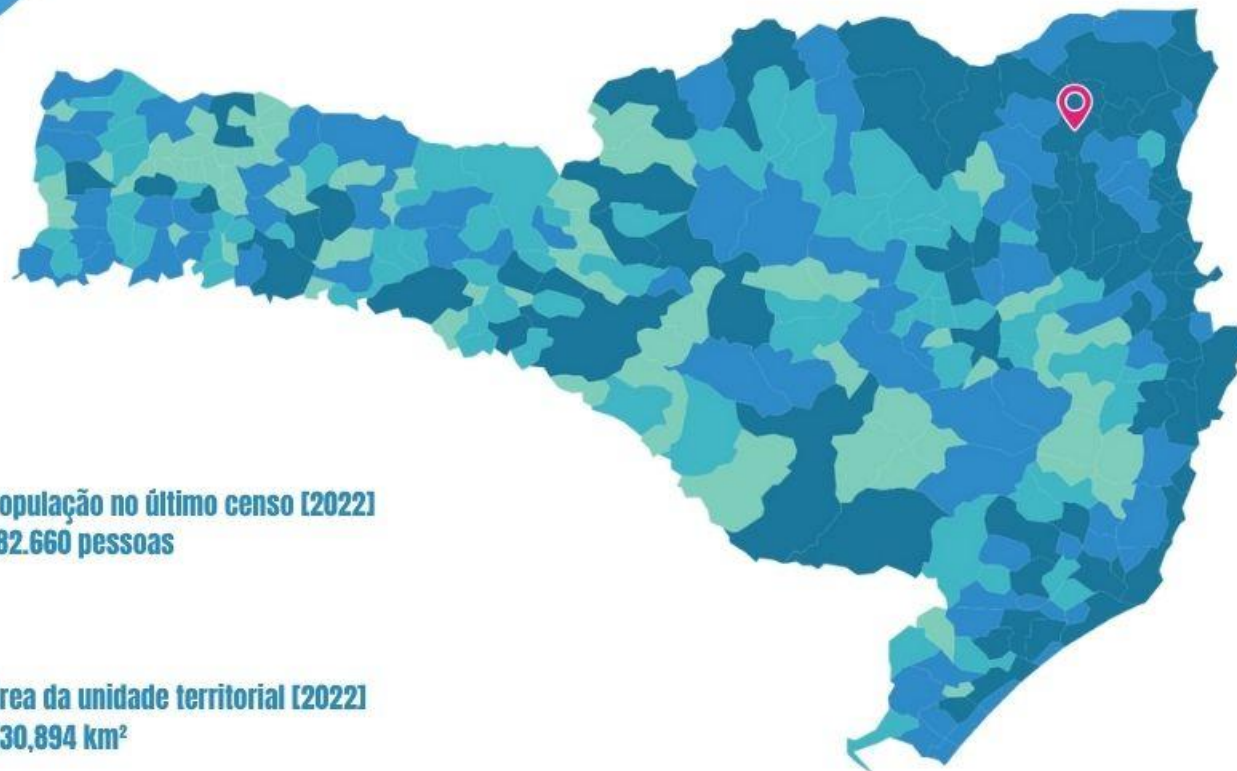 opulação no último censo [2022]
82.660 pessoas
rea da unidade territorial [2022]
30,894 km²